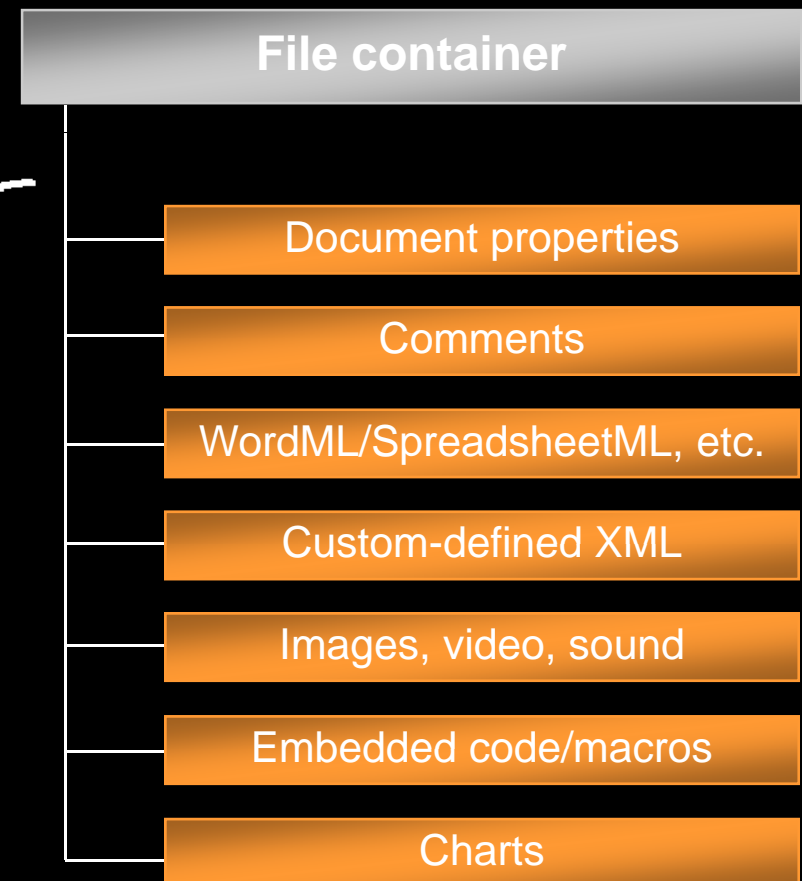 File container
Document properties
Comments
WordML/SpreadsheetML, etc.
Custom-defined XML
Images, video, sound
Embedded code/macros
Charts